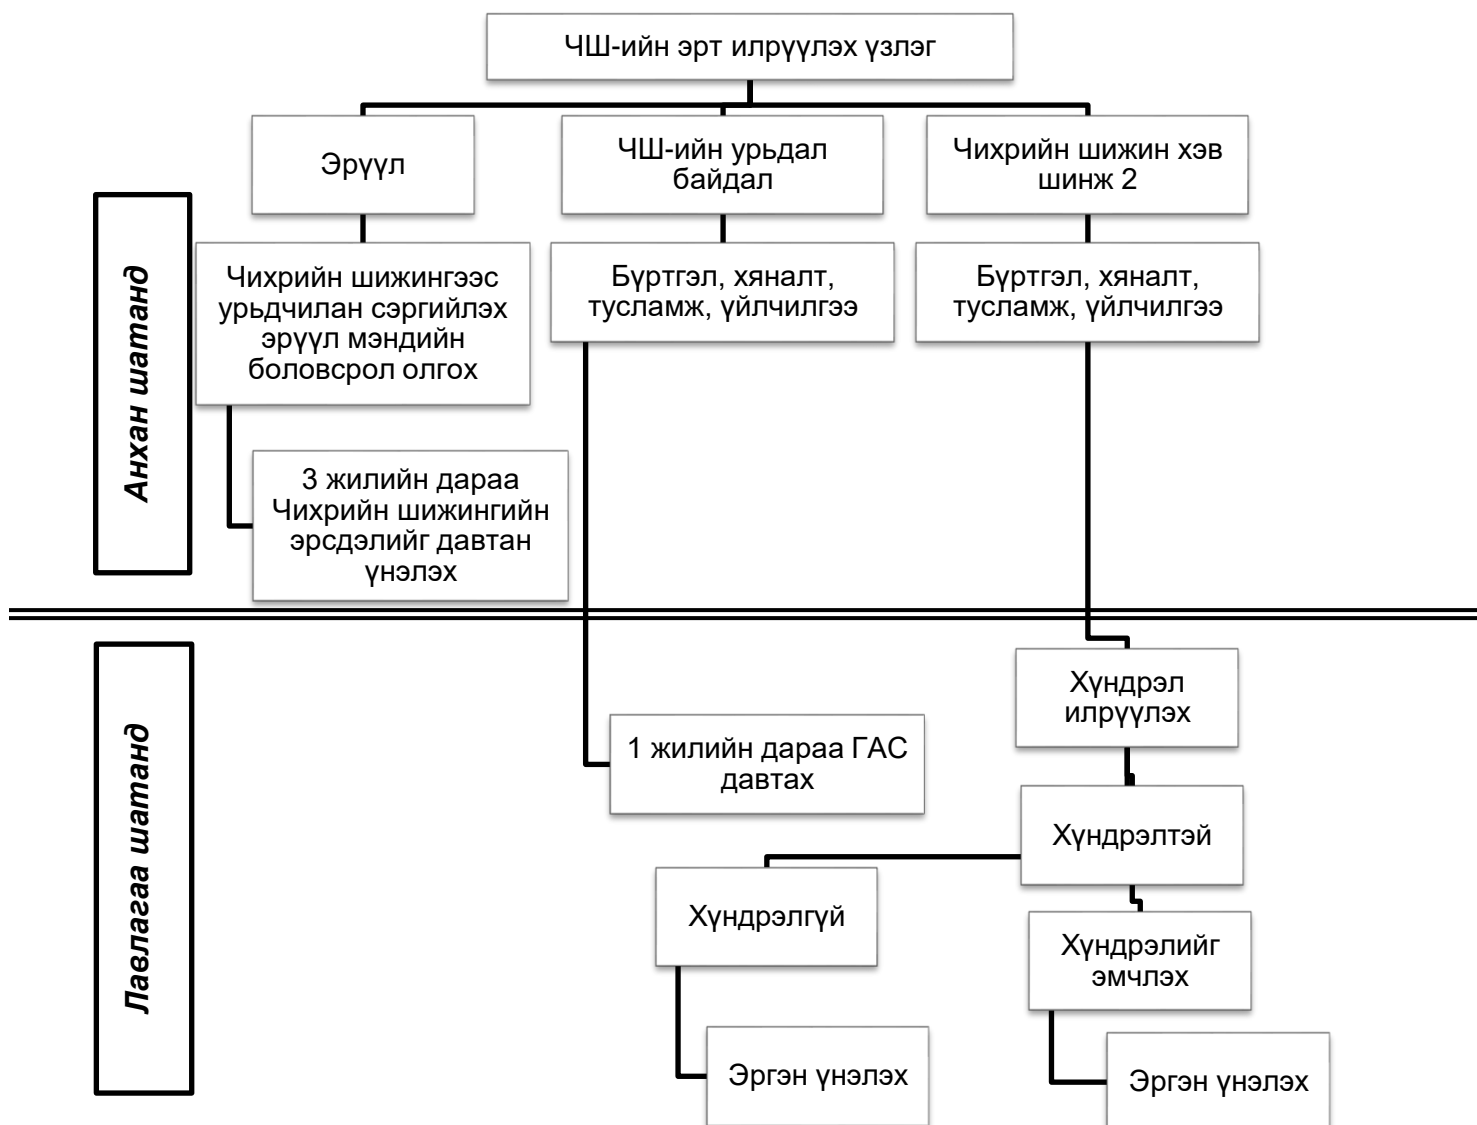 ЧШ-ийн эрт илрүүлэх үзлэг
Эрүүл
ЧШ-ийн урьдал
байдал
Чихрийн шижин хэв
шинж 2
Анхан шатанд
Чихрийн шижингээс
урьдчилан сэргийлэх
эрүүл мэндийн
боловсрол олгох
Бүртгэл, хяналт,
тусламж, үйлчилгээ
Бүртгэл, хяналт,
тусламж, үйлчилгээ
3 жилийн дараа
Чихрийн шижингийн
эрсдэлийг давтан
үнэлэх
Лавлагаа шатанд
Хүндрэл
илрүүлэх
1 жилийн дараа ГАС
давтах
Хүндрэлтэй
Хүндрэлгүй
Хүндрэлийг
эмчлэх
Эргэн үнэлэх
Эргэн үнэлэх